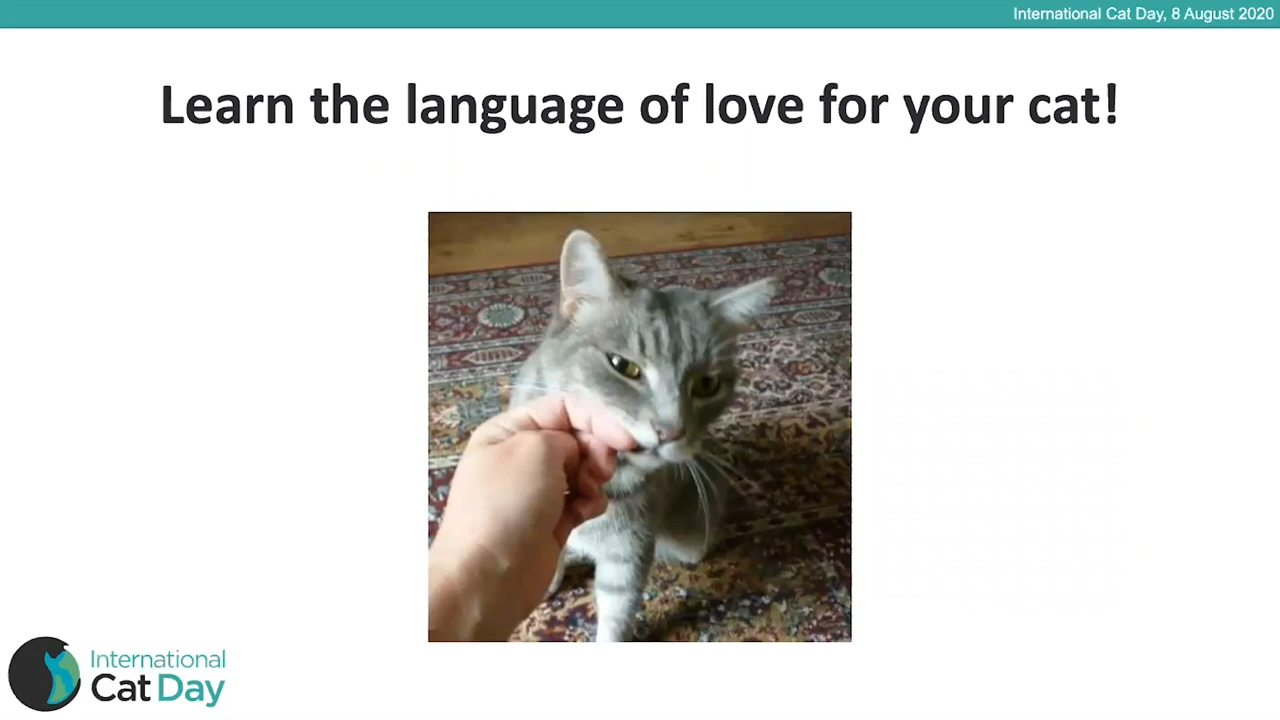 International Cat Day, 8 August 2020
Learn the language of love for your cat!
International
Cat Day